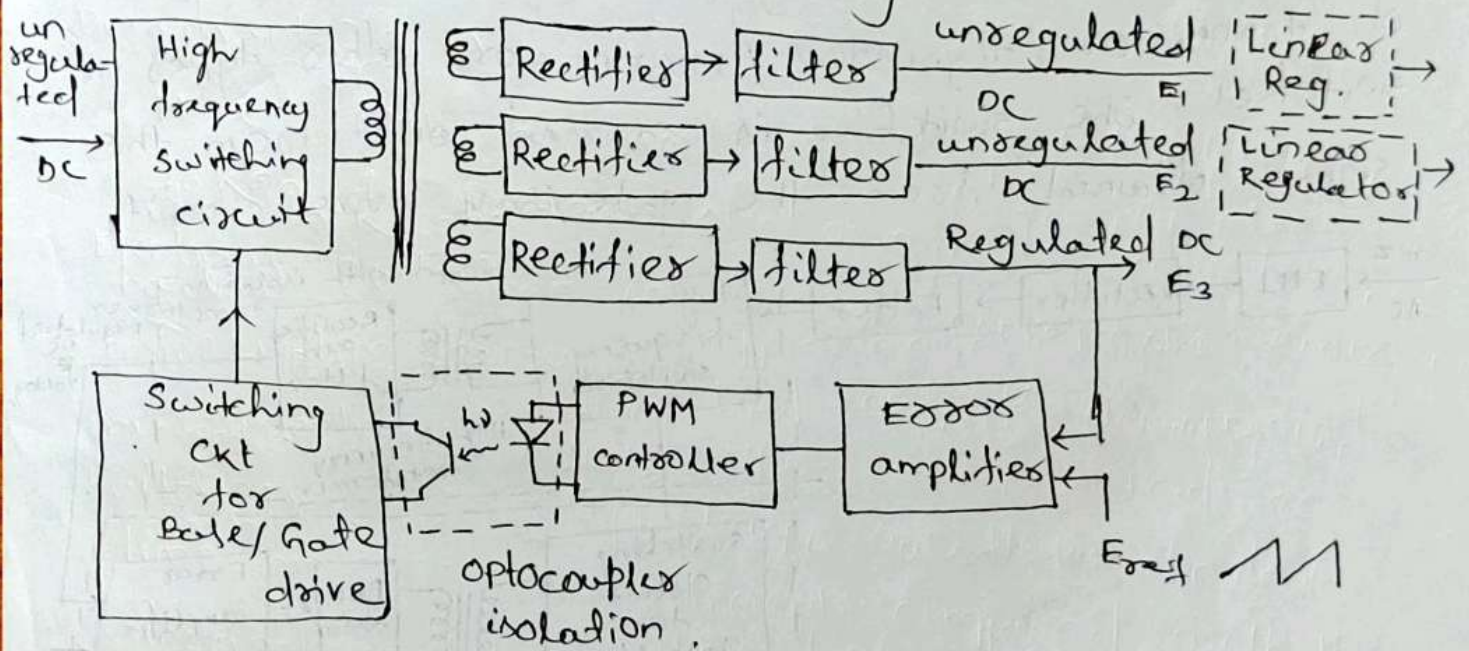 un
regula-
ted
DC
High
frequency
switching
circuit
Rectifier
filter
unregulated
DC
E1
Linear
Reg.
Rectifier
filter
unregulated
DC
E2
Linear
Regulator
Rectifier
filter
Regulated DC
E3
Switching
Ckt
for
Base/Gate
drive
hν
optocoupler
isolation.
PWM
controller
Error
amplifier
Eref